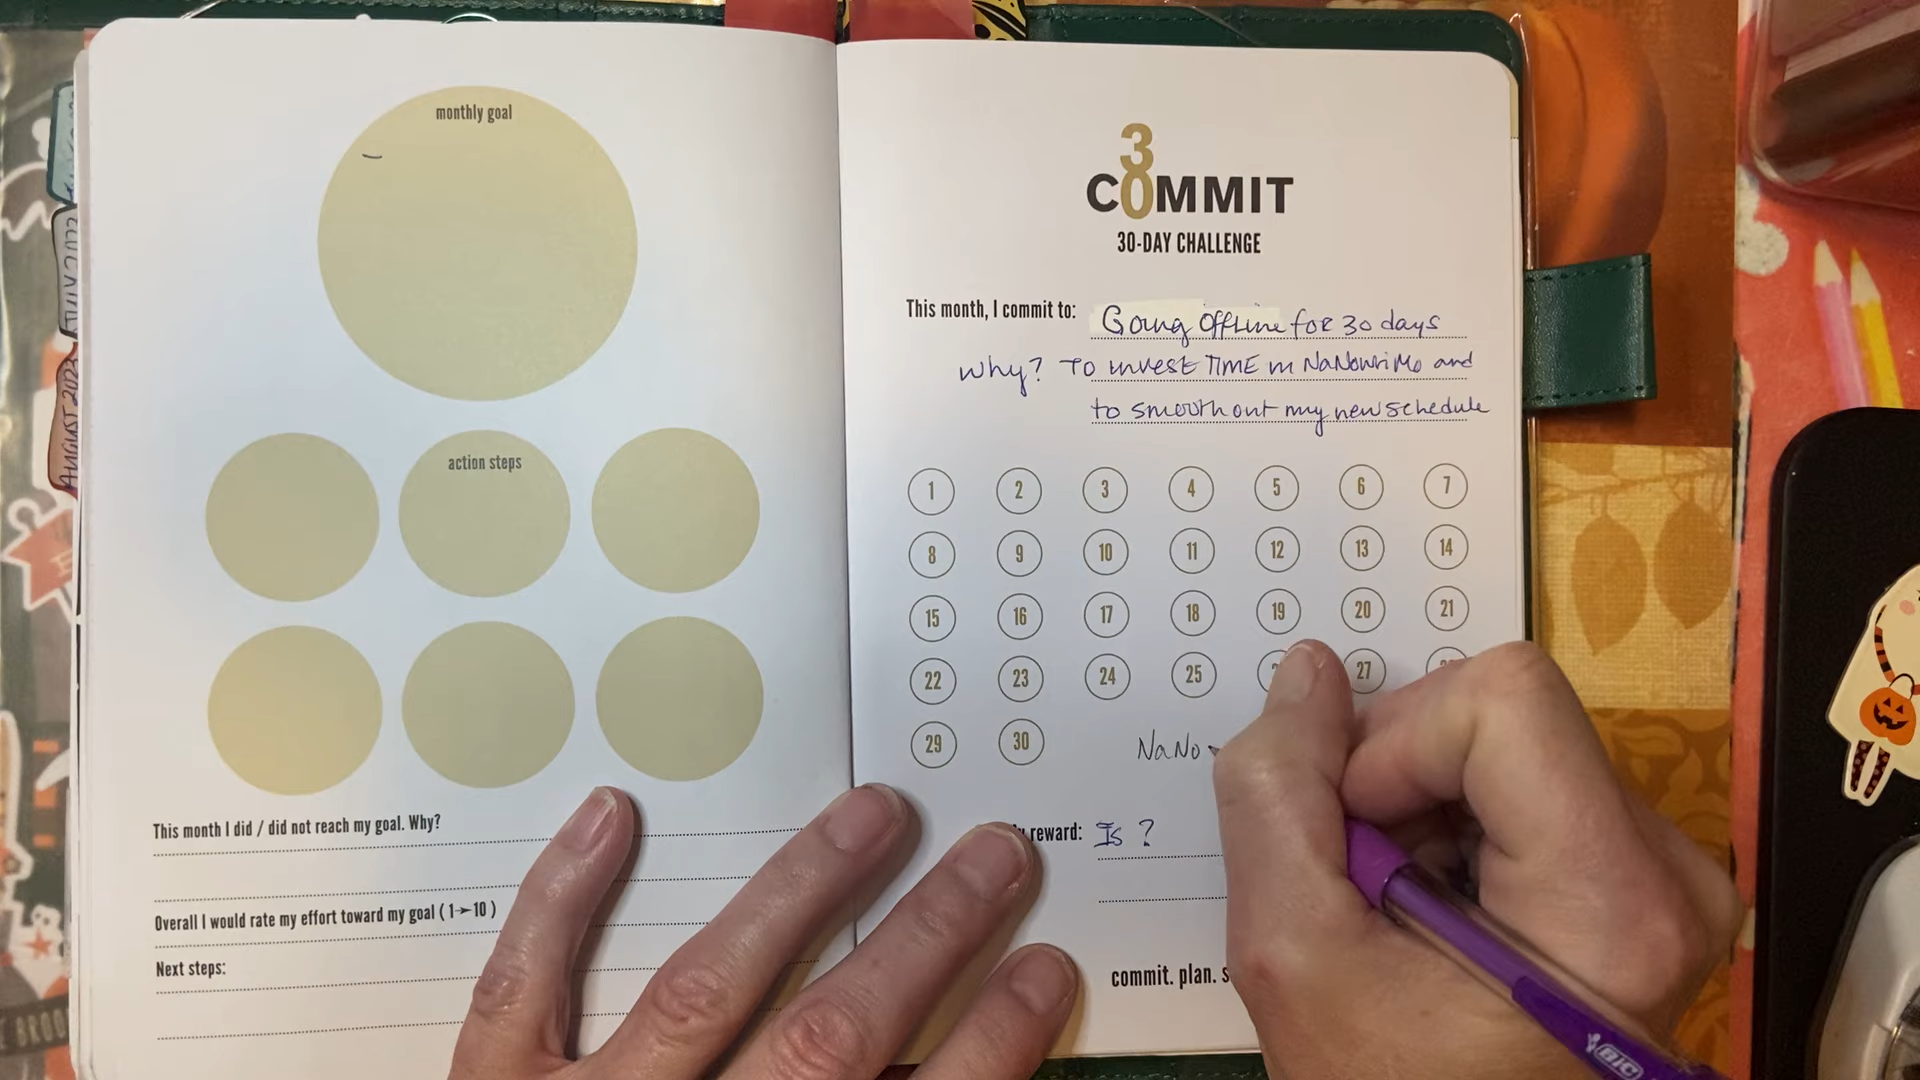 monthly goal
action steps
This month I did / did not reach my goal. Why?
Overall I would rate my effort toward my goal (1→10)
Next steps:
AUGUST 2023
30
COMMIT
30-DAY CHALLENGE
This month, I commit to: Going OffLine for 30 days
Why? To invest TIME in NaNoWriMo and
to smooth out my new schedule
1 2 3 4 5 6 7
8 9 10 11 12 13 14
15 16 17 18 19 20 21
22 23 24 25 27
29 30 NaNo
reward: Is ?
commit. plan. s
BIC